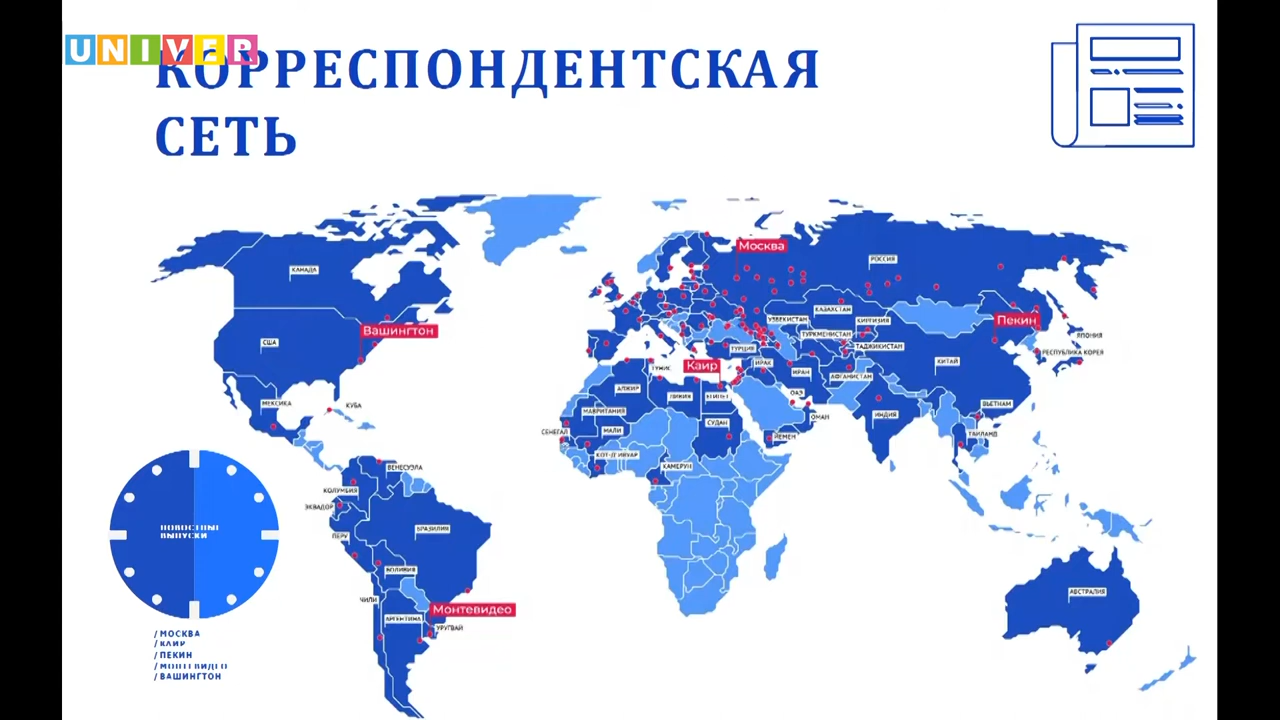 UNIVER
КОРРЕСПОНДЕНТСКАЯ
СЕТЬ
Москва
КАНАДА
РОССИЯ
КАЗАХСТАН
Вашингтон
УЗБЕКИСТАН
КИРГИЗИЯ
Пекин
США
ТУРКМЕНИСТАН
ЯПОНИЯ
ТУРЦИЯ
ТАДЖИКИСТАН
РЕСПУБЛИКА КОРЕЯ
Каир
ТУНИС
ИРАК
ИРАН
КИТАЙ
АФГАНИСТАН
АЛЖИР
ЛИВИЯ
ЕГИПЕТ
ОАЭ
МЕКСИКА
КУБА
МАВРИТАНИЯ
ОМАН
ИНДИЯ
ВЬЕТНАМ
СЕНЕГАЛ
МАЛИ
СУДАН
ЙЕМЕН
ТАИЛАНД
КОТ-Д'ИВУАР
КАМЕРУН
ВЕНЕСУЭЛА
КОЛУМБИЯ
ЭКВАДОР
БРАЗИЛИЯ
ПЕРУ
НОВОСТНЫЕ
ВЫПУСКИ
БОЛИВИЯ
АВСТРАЛИЯ
ЧИЛИ
Монтевидео
АРГЕНТИНА
УРУГВАЙ
/ МОСКВА
/ КАИР
/ ПЕКИН
/ МОНТЕВИДЕО
/ ВАШИНГТОН